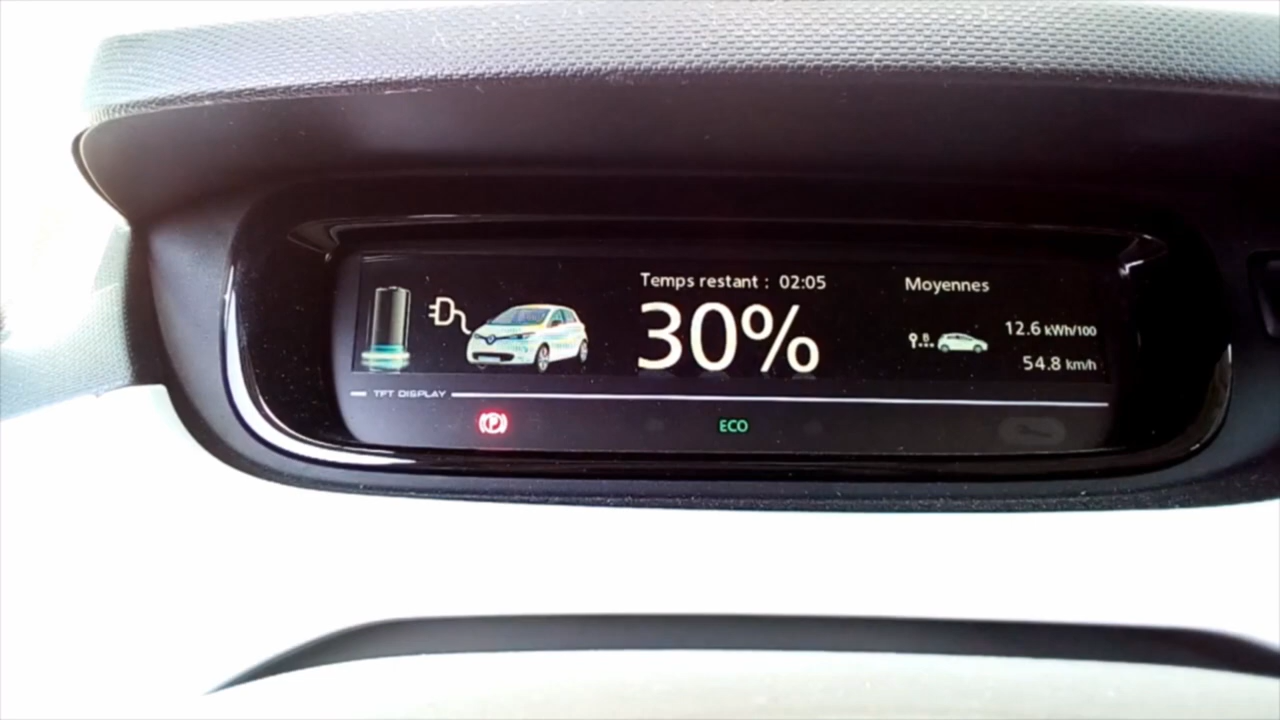 Temps restant : 02:05
30%
Moyennes
B
12.6 kWh/100
54.8 km/h
TFT DISPLAY
P
ECO